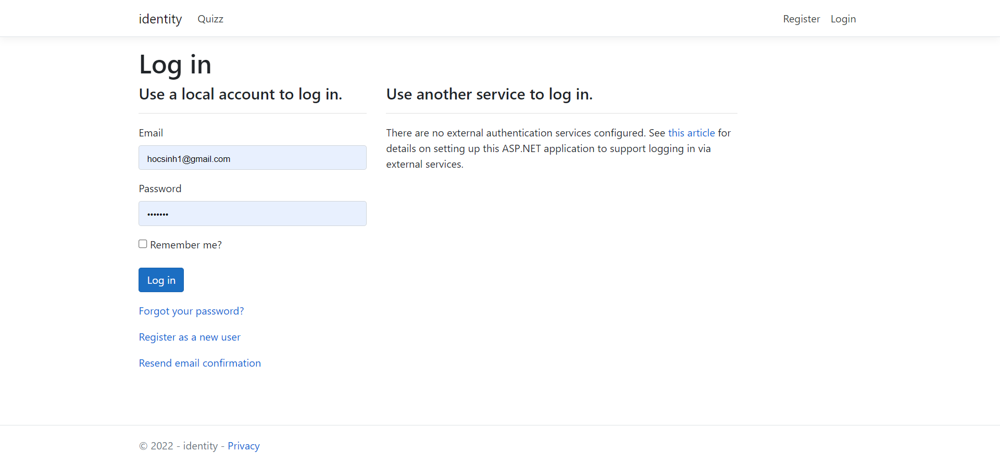 identity Quizz Register Login
Log in
Use a local account to log in.
Email
hocsinh1@gmail.com
Password
•••••••
Remember me?
Log in
Forgot your password?
Register as a new user
Resend email confirmation
Use another service to log in.
There are no external authentication services configured. See this article for
details on setting up this ASP.NET application to support logging in via
external services.
© 2022 - identity - Privacy